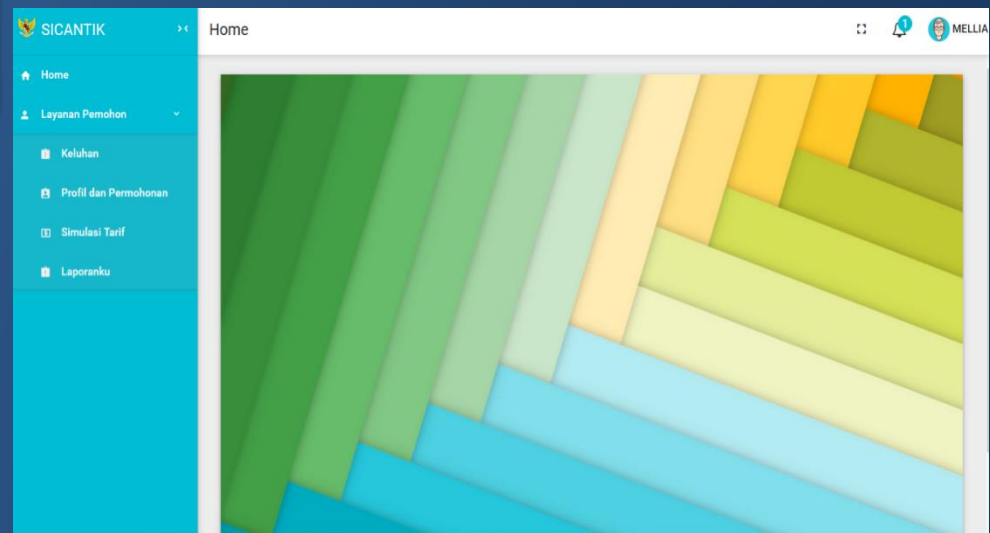 SICANTIK
Home
1
MELLIA
Home
Layanan Pemohon
Keluhan
Profil dan Permohonan
Simulasi Tarif
Laporanku